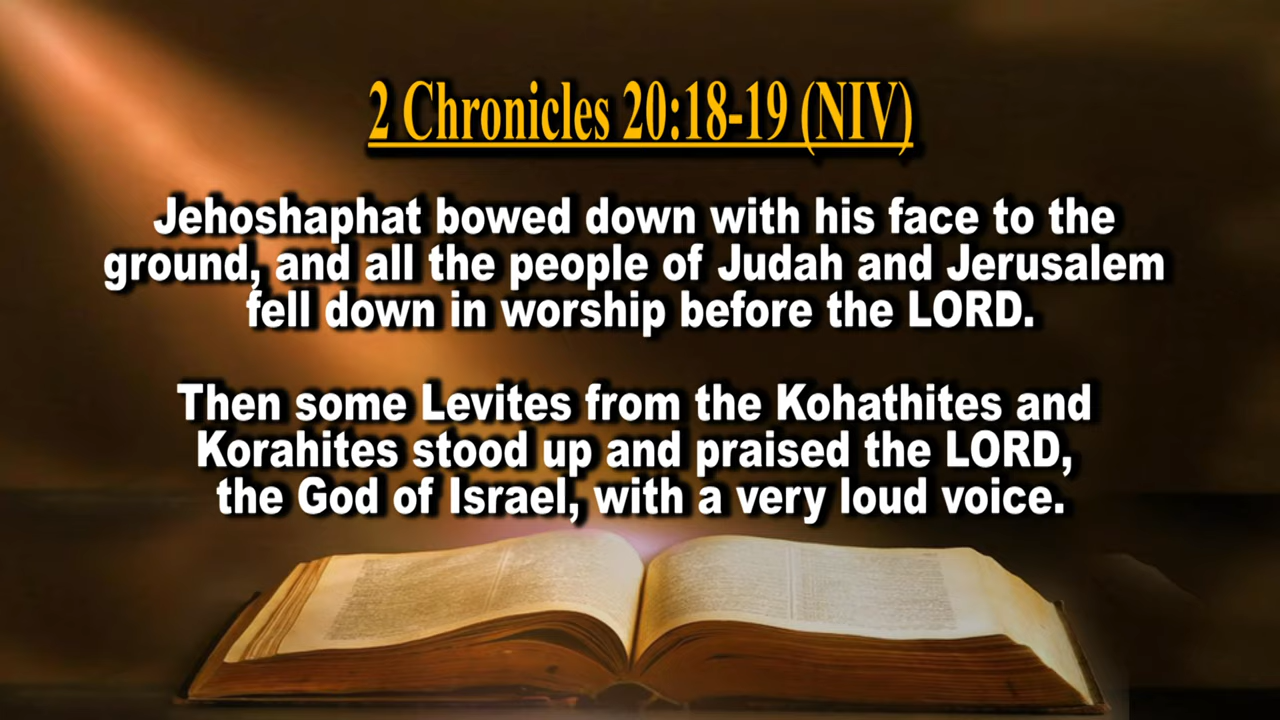 2 Chronicles 20:18-19 (NIV)
Jehoshaphat bowed down with his face to the
ground, and all the people of Judah and Jerusalem
fell down in worship before the LORD.
Then some Levites from the Kohathites and
Korahites stood up and praised the LORD,
the God of Israel, with a very loud voice.